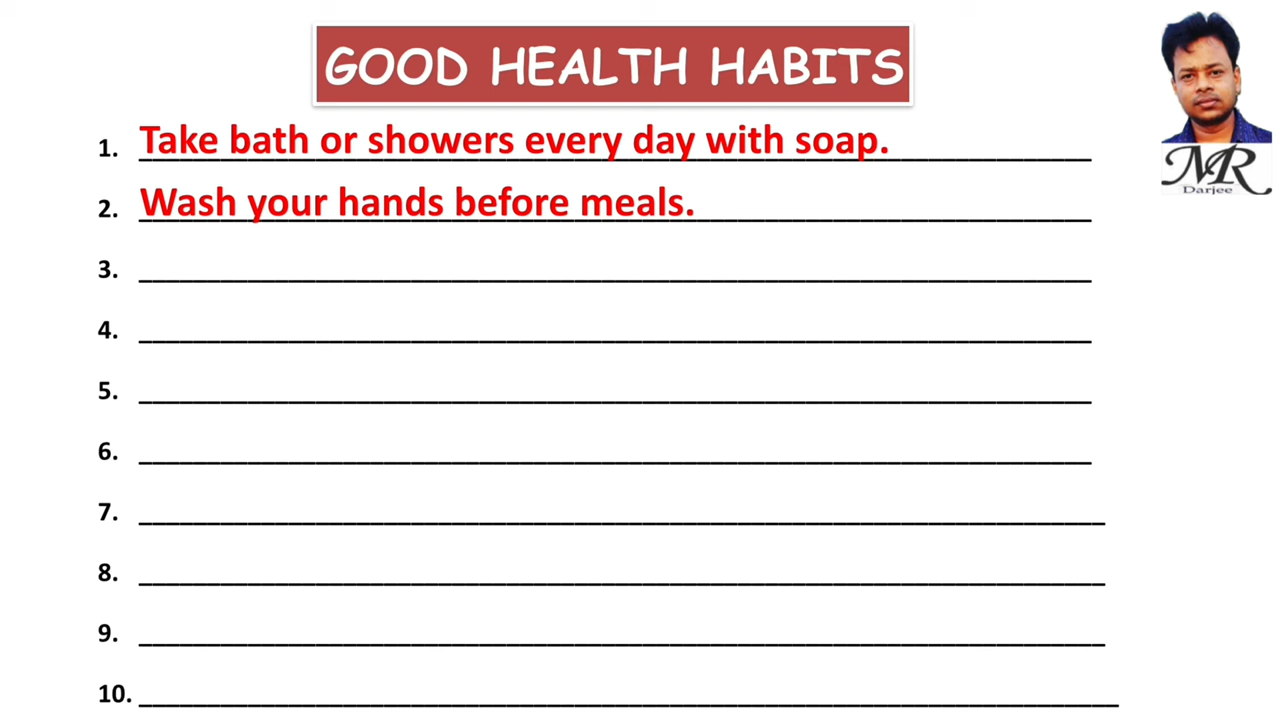 GOOD HEALTH HABITS
1. Take bath or showers every day with soap.
2. Wash your hands before meals.
3.
4.
5.
6.
7.
8.
9.
10.
MR
Darjee